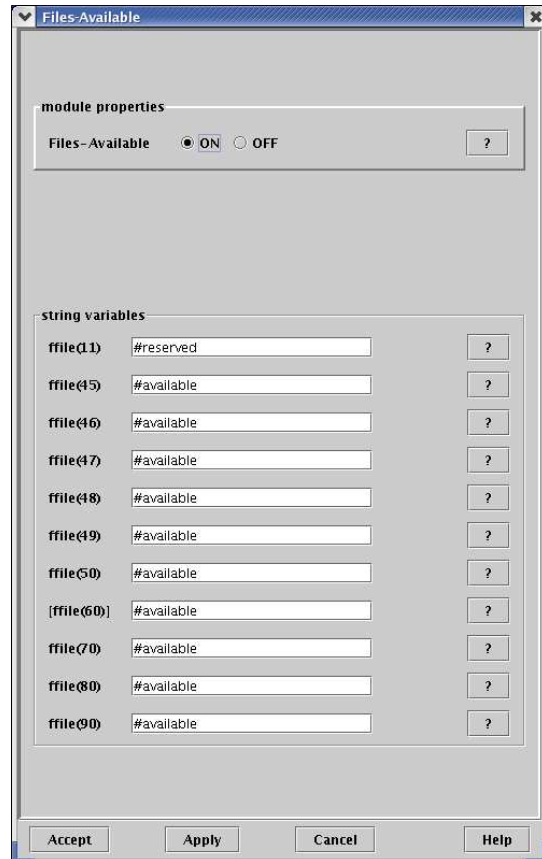 Files-Available
module properties
Files-Available ON OFF ?
string variables
ffile(11) #reserved ?
ffile(45) #available ?
ffile(46) #available ?
ffile(47) #available ?
ffile(48) #available ?
ffile(49) #available ?
ffile(50) #available ?
[ffile(60)] #available ?
ffile(70) #available ?
ffile(80) #available ?
ffile(90) #available ?
Accept Apply Cancel Help